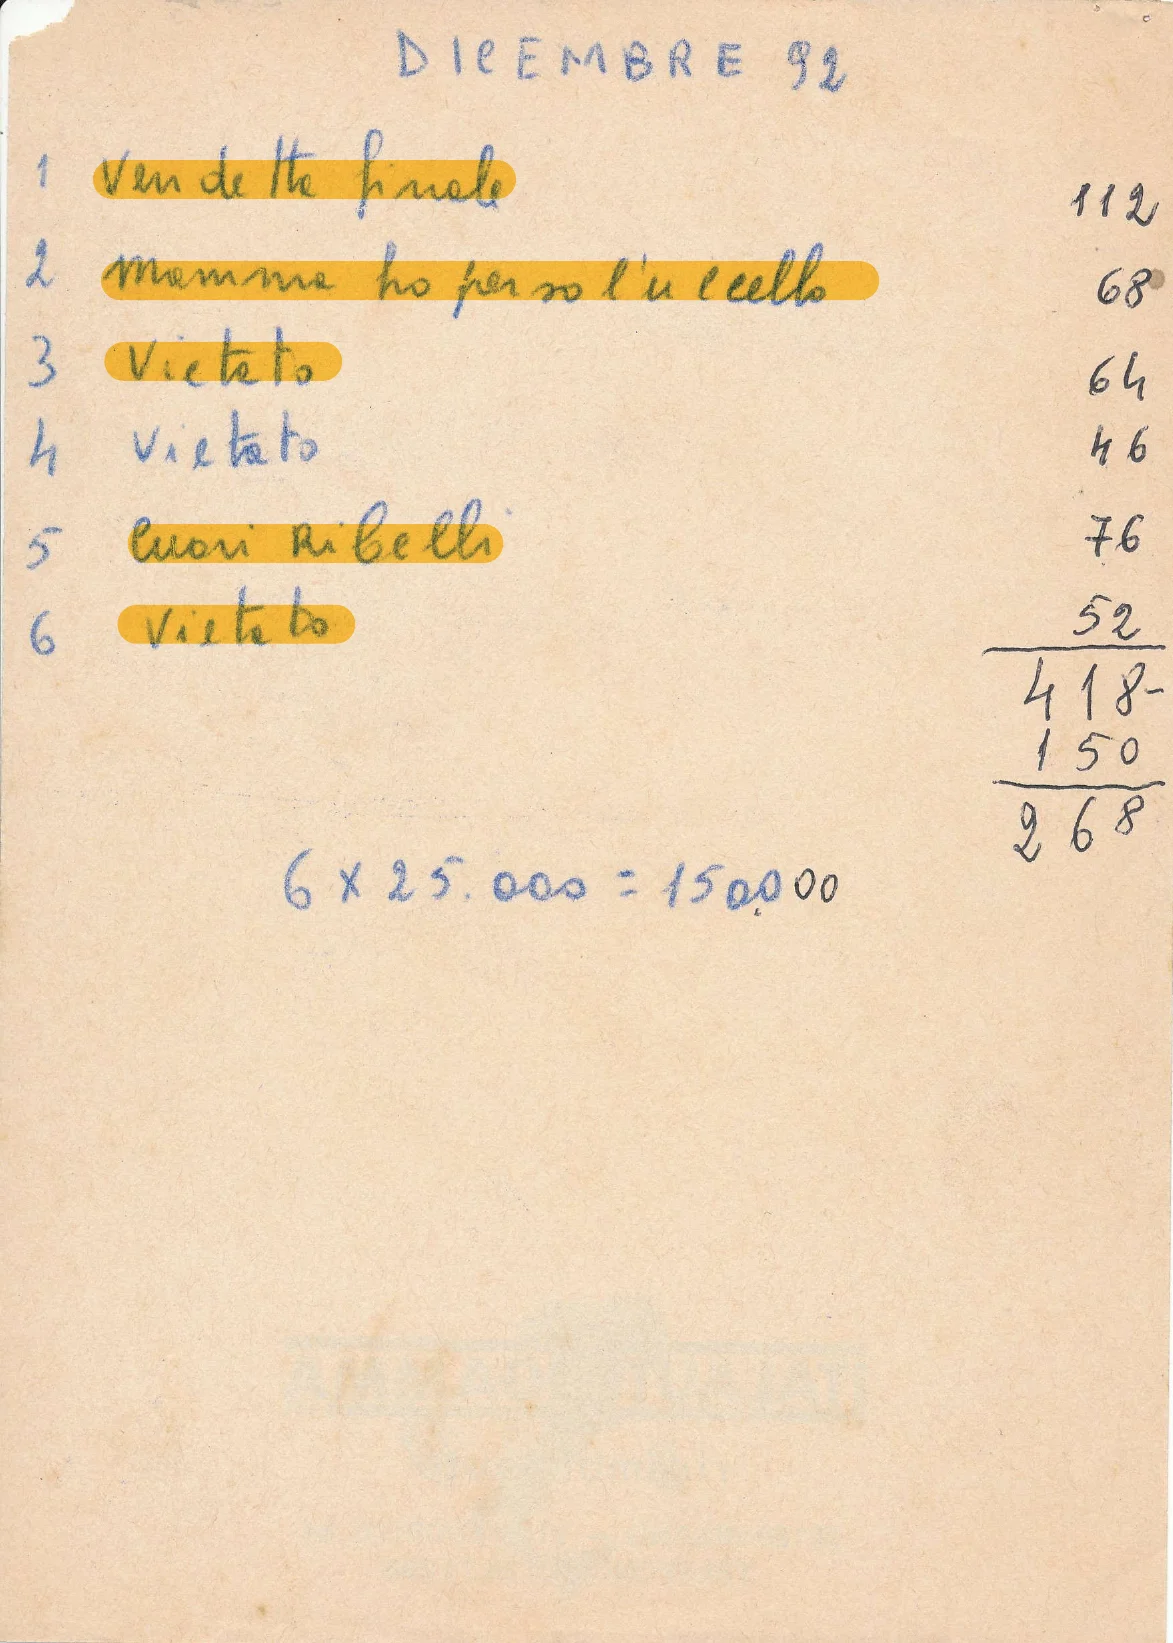 DICEMBRE 92
1 Vendetta finale 112
2 Mamma ho perso l'uccello 68
3 Vietato 64
4 Vietato 46
5 Cuori Ribelli 76
6 Vietato 52
418-
150
268
6 x 25.000 = 150.000